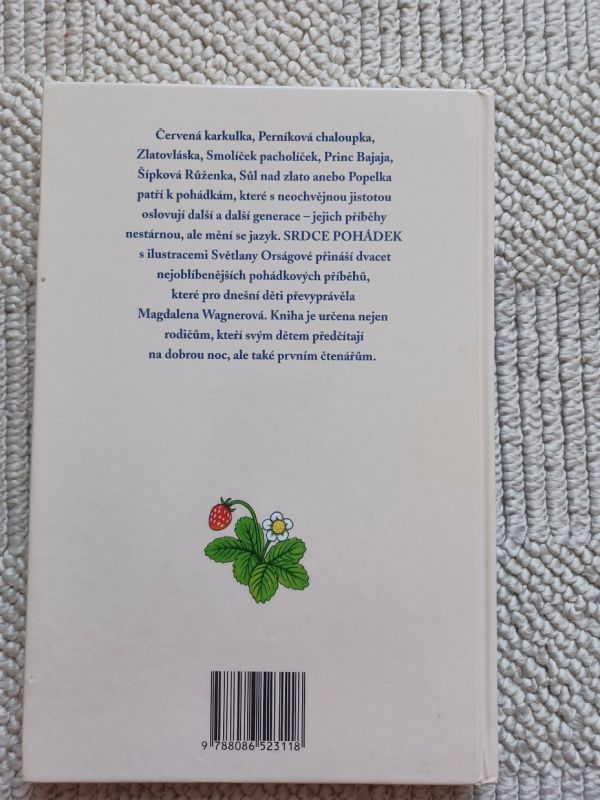 Červená karkulka, Perníková chaloupka,
Zlatovláska, Smolíček pacholíček, Princ Bajaja,
Šípková Růženka, Sůl nad zlato anebo Popelka
patří k pohádkám, které s neochvějnou jistotou
oslovují další a další generace – jejich příběhy
nestárnou, ale mění se jazyk. SRDCE POHÁDEK
s ilustracemi Světlany Orságové přináší dvacet
nejoblíbenějších pohádkových příběhů,
které pro dnešní děti převyprávěla
Magdalena Wagnerová. Kniha je určena nejen
rodičům, kteří svým dětem předčítají
na dobrou noc, ale také prvním čtenářům.
9 788086 523118